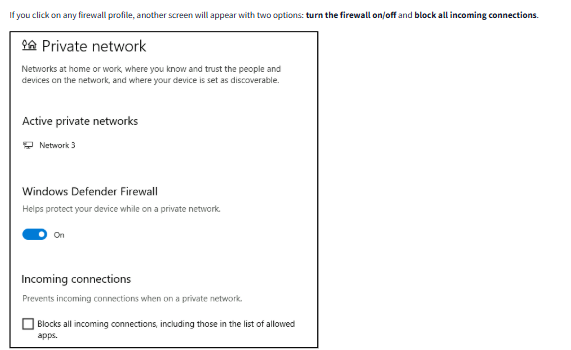 If you click on any firewall profile, another screen will appear with two options: turn the firewall on/off and block all incoming connections.
Private network
Networks at home or work, where you know and trust the people and
devices on the network, and where your device is set as discoverable.
Active private networks
Network 3
Windows Defender Firewall
Helps protect your device while on a private network.
On
Incoming connections
Prevents incoming connections when on a private network.
Blocks all incoming connections, including those in the list of allowed
apps.